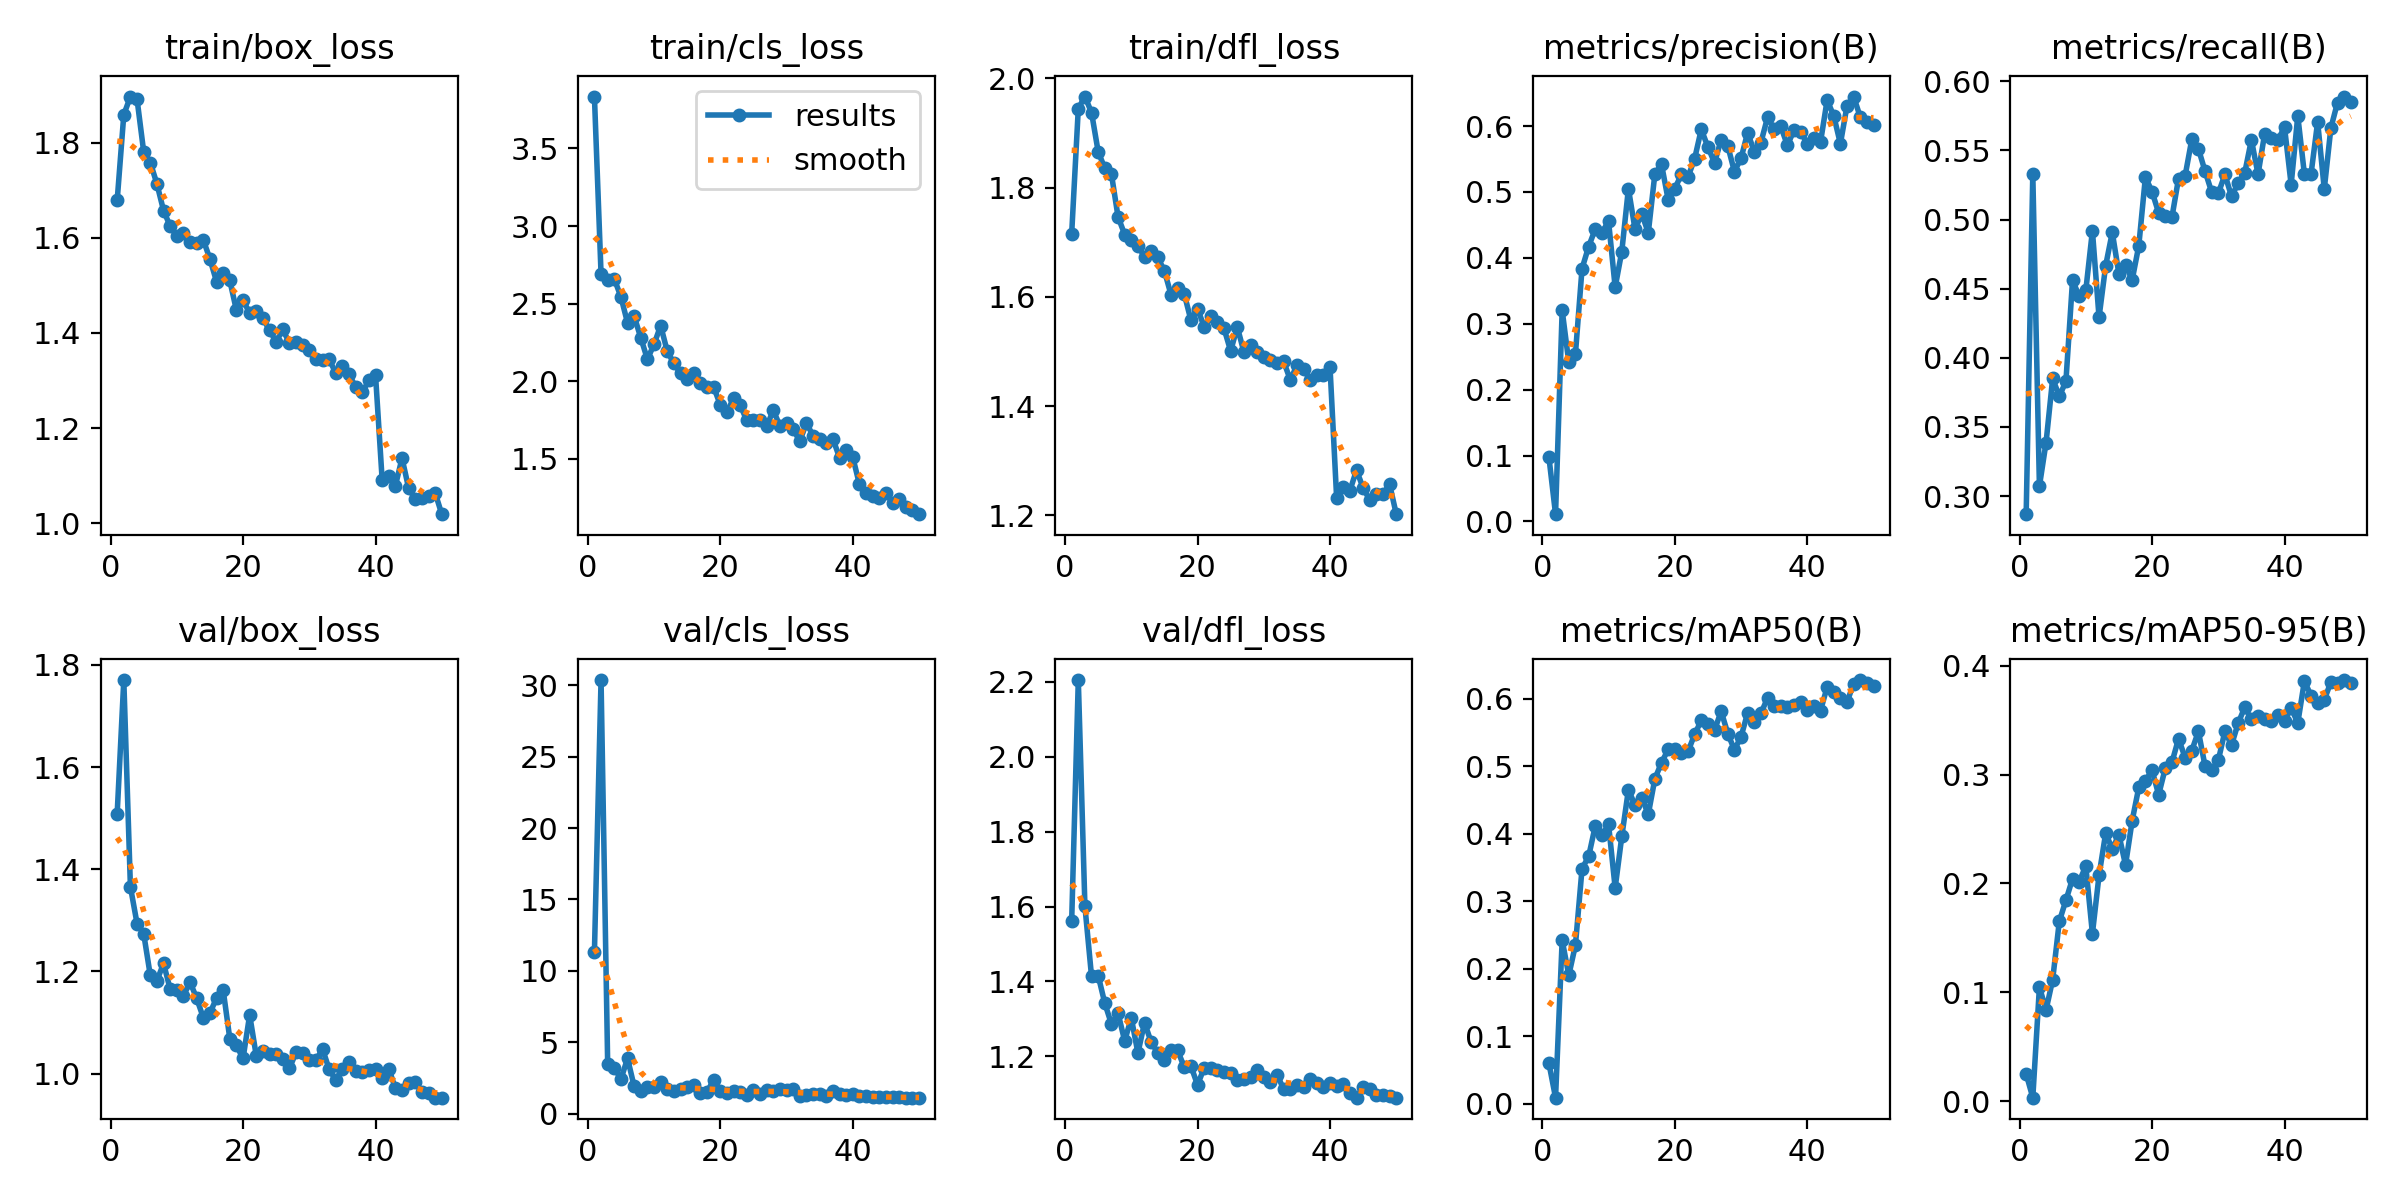 train/box_loss
1.8
1.6
1.4
1.2
1.0
0 20 40
train/cls_loss
results
smooth
3.5
3.0
2.5
2.0
1.5
0 20 40
train/dfl_loss
2.0
1.8
1.6
1.4
1.2
0 20 40
metrics/precision(B)
0.6
0.5
0.4
0.3
0.2
0.1
0.0
0 20 40
metrics/recall(B)
0.60
0.55
0.50
0.45
0.40
0.35
0.30
0 20 40
val/box_loss
1.8
1.6
1.4
1.2
1.0
0 20 40
val/cls_loss
30
25
20
15
10
5
0
0 20 40
val/dfl_loss
2.2
2.0
1.8
1.6
1.4
1.2
0 20 40
metrics/mAP50(B)
0.6
0.5
0.4
0.3
0.2
0.1
0.0
0 20 40
metrics/mAP50-95(B)
0.4
0.3
0.2
0.1
0.0
0 20 40